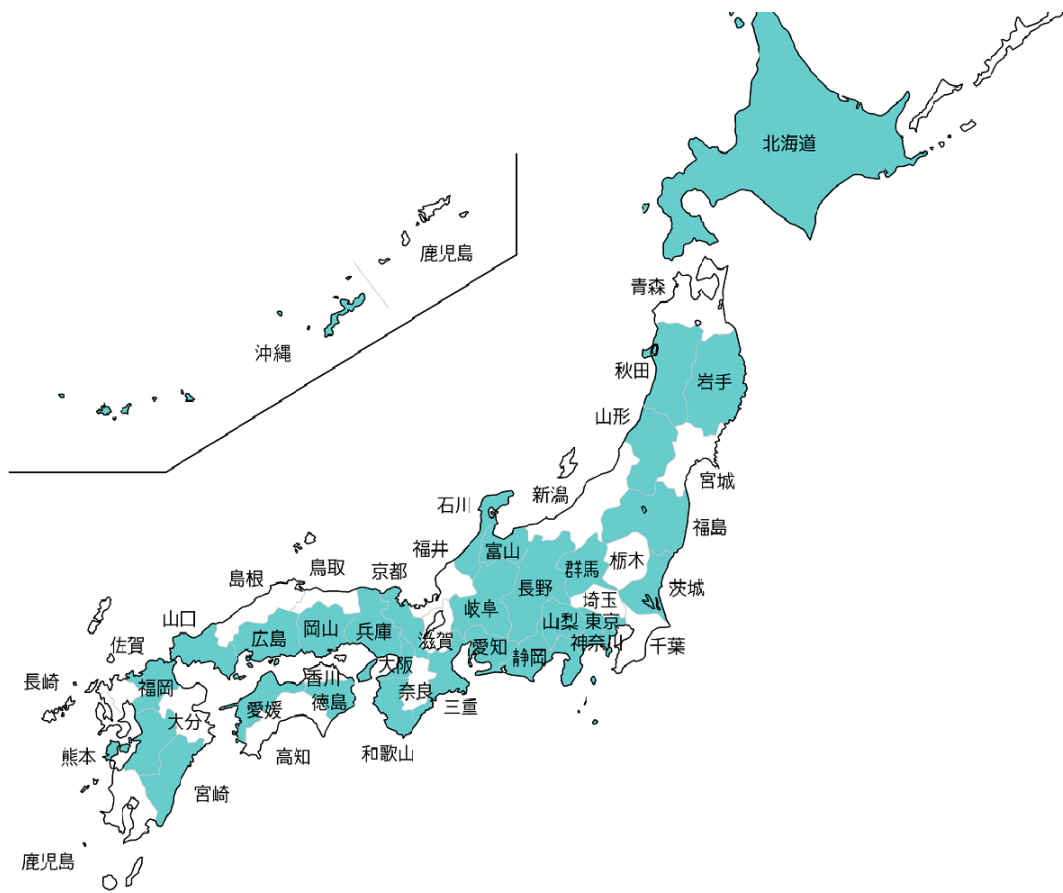 北海道
鹿児島
青森
沖縄
秋田
岩手
山形
宮城
新潟
石川
福島
福井
富山
栃木
群馬
鳥取
京都
島根
長野
茨城
埼玉
岐阜
山口
広島
岡山
兵庫
山梨
東京
滋賀
愛知
神奈川
千葉
佐賀
静岡
大阪
香川
長崎
福岡
奈良
徳島
三重
愛媛
大分
熊本
高知
和歌山
宮崎
鹿児島